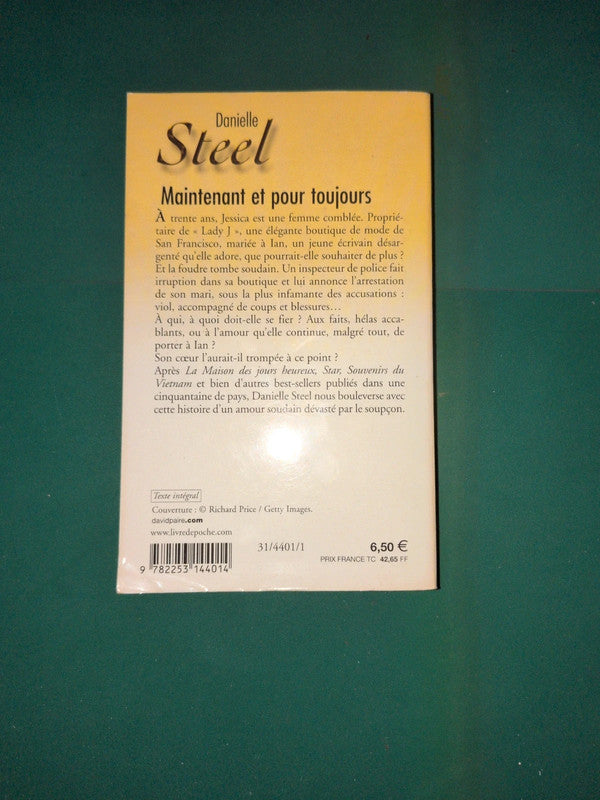 Danielle
Steel
Maintenant et pour toujours
À trente ans, Jessica est une femme comblée. Proprié-
taire de « Lady J », une élégante boutique de mode de
San Francisco, mariée à Ian, un jeune écrivain désar-
genté qu'elle adore, que pourrait-elle souhaiter de plus ?
Et la foudre tombe soudain. Un inspecteur de police fait
irruption dans sa boutique et lui annonce l'arrestation
de son mari, sous la plus infamante des accusations :
viol, accompagné de coups et blessures…
À qui, à quoi doit-elle se fier ? Aux faits, hélas acca-
blants, ou à l'amour qu'elle continue, malgré tout, de
porter à Ian ?
Son cœur l'aurait-il trompée à ce point ?
Après La Maison des jours heureux, Star, Souvenirs du
Vietnam et bien d'autres best-sellers publiés dans une
cinquantaine de pays, Danielle Steel nous bouleverse avec
cette histoire d'un amour soudain dévasté par le soupçon.
Texte intégral
Couverture : © Richard Price / Getty Images.
davidpaire.com
www.livredepoche.com
31/4401/1
6,50 €
PRIX FRANCE TC 42,65 FF
9 782253 144014